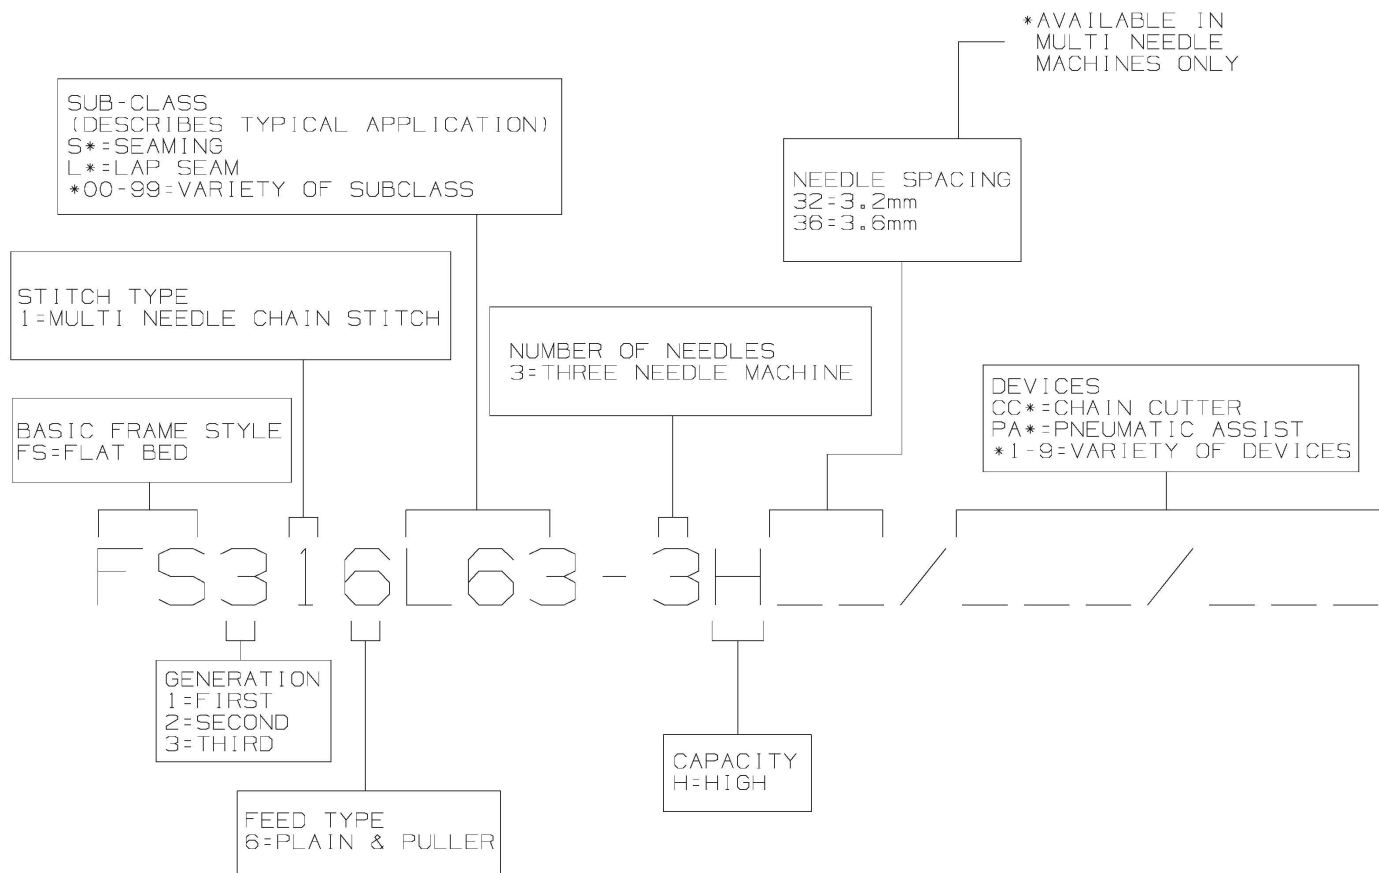 *AVAILABLE IN
MULTI NEEDLE
MACHINES ONLY
SUB-CLASS
(DESCRIBES TYPICAL APPLICATION)
S*=SEAMING
L*=LAP SEAM
*00-99=VARIETY OF SUBCLASS
NEEDLE SPACING
32=3.2mm
36=3.6mm
STITCH TYPE
1=MULTI NEEDLE CHAIN STITCH
NUMBER OF NEEDLES
3=THREE NEEDLE MACHINE
DEVICES
CC*=CHAIN CUTTER
PA*=PNEUMATIC ASSIST
*1-9=VARIETY OF DEVICES
BASIC FRAME STYLE
FS=FLAT BED
FS316L63-3H__/___/___
GENERATION
1=FIRST
2=SECOND
3=THIRD
CAPACITY
H=HIGH
FEED TYPE
6=PLAIN & PULLER